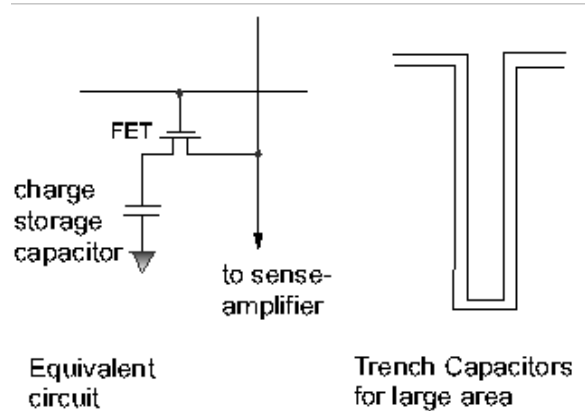 FET
charge
storage
capacitor
to sense-
amplifier
Equivalent
circuit
Trench Capacitors
for large area